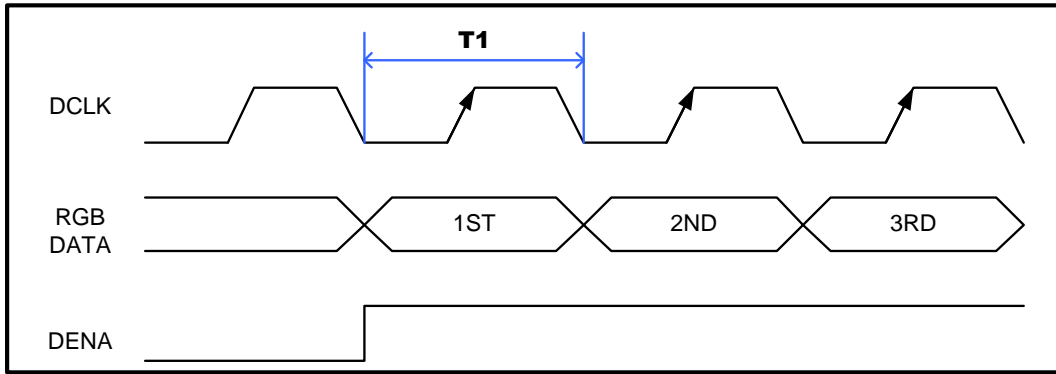 T1
DCLK
RGB
DATA
1ST 2ND 3RD
DENA